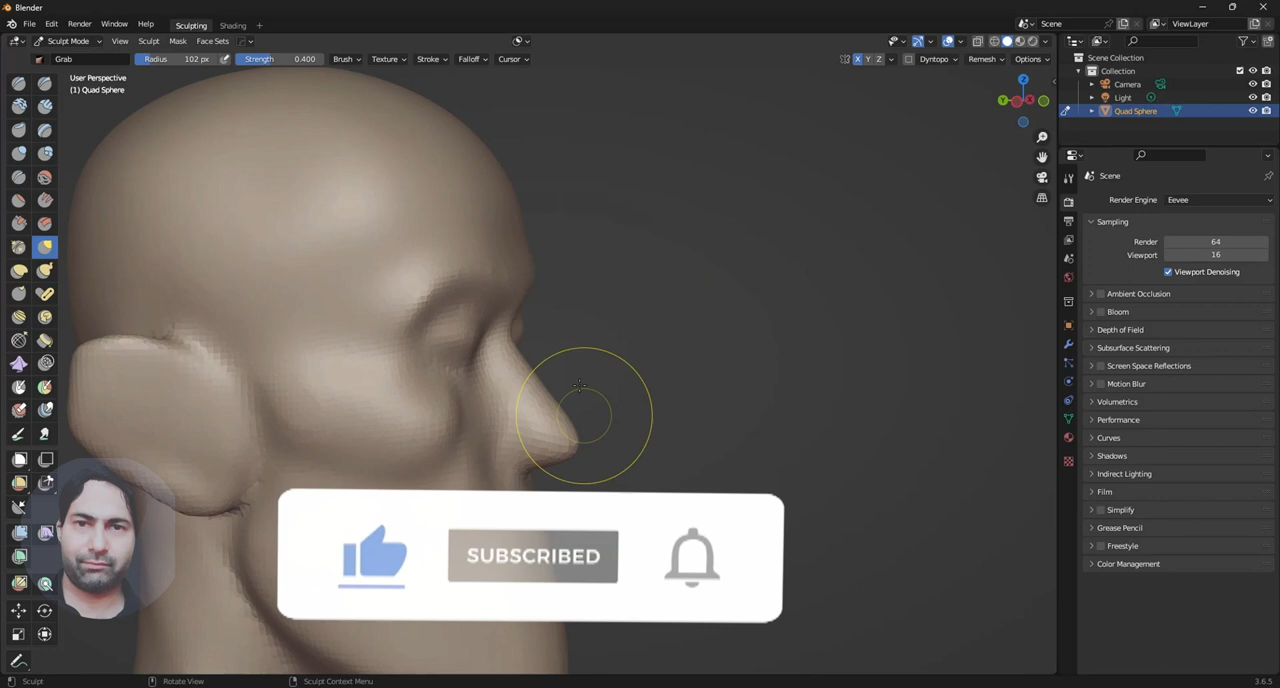 Blender
File Edit Render Window Help Sculpting Shading + Scene ViewLayer
Sculpt Mode View Sculpt Mask Face Sets
Grab Radius 102 px Strength 0.400 Brush Texture Stroke Falloff Cursor X Y Z Dyntopo Remesh Options
User Perspective
(1) Quad Sphere
Z
Y X
Scene Collection
Collection
Camera
Light
Quad Sphere
Scene
Render Engine Eevee
Sampling
Render 64
Viewport 16
Viewport Denoising
Ambient Occlusion
Bloom
Depth of Field
Subsurface Scattering
Screen Space Reflections
Motion Blur
Volumetrics
Performance
Curves
Shadows
Indirect Lighting
Film
Simplify
Grease Pencil
Freestyle
Color Management
SUBSCRIBED
Sculpt Rotate View Sculpt Context Menu 3.6.5